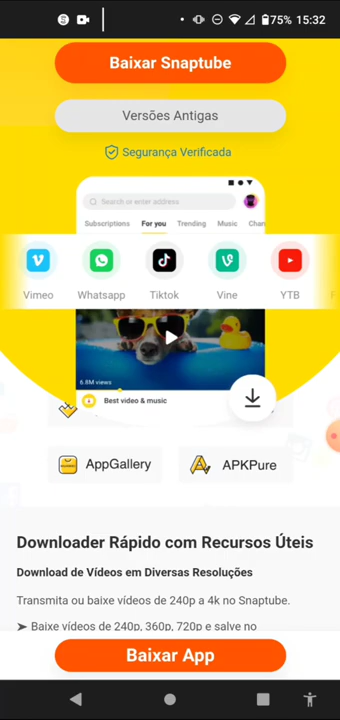 75% 15:32
Baixar Snaptube
Versões Antigas
Segurança Verificada
Search or enter address
Subscriptions For you Trending Music Chan
Vimeo Whatsapp Tiktok Vine YTB
6.8M views
Best video & music
AppGallery APKPure
Downloader Rápido com Recursos Úteis
Download de Vídeos em Diversas Resoluções
Transmita ou baixe vídeos de 240p a 4k no Snaptube.
➤ Baixe vídeos de 240p, 360p, 720p e salve no
Baixar App